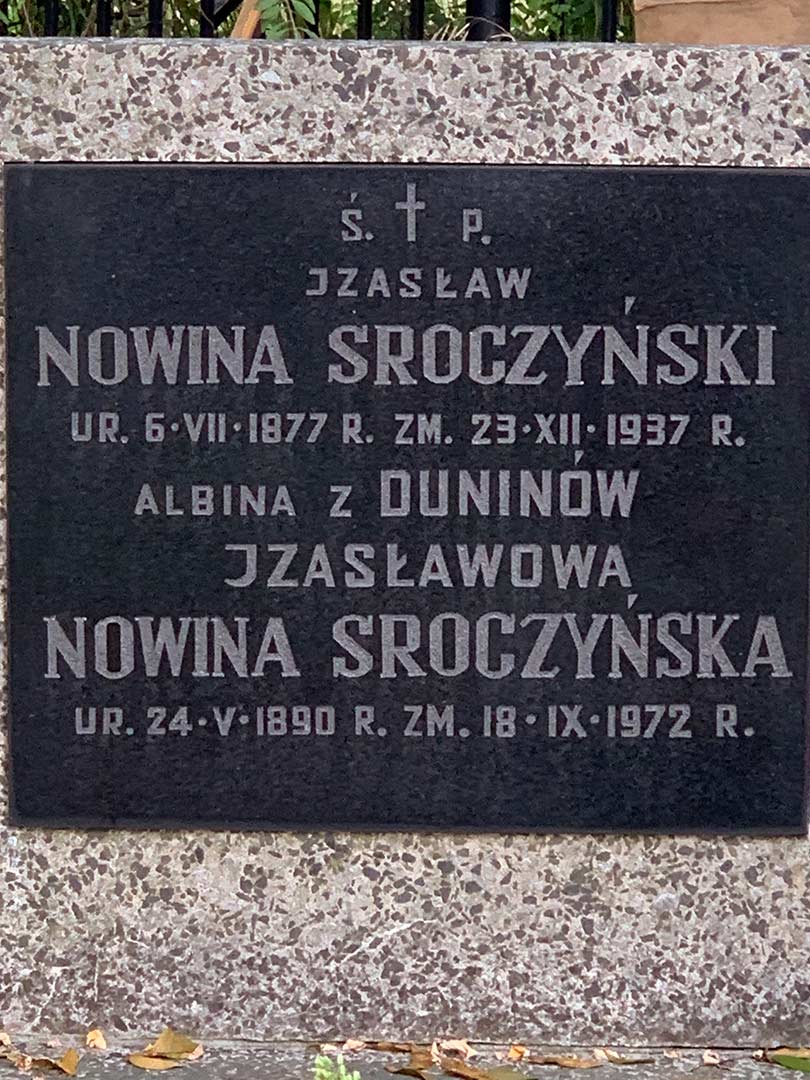 Ś. † P.
JZASŁAW
NOWINA SROCZYŃSKI
UR. 6·VII·1877 R. ZM. 23·XII·1937 R.
ALBINA Z DUNINÓW
JZASŁAWOWA
NOWINA SROCZYŃSKA
UR. 24·V·1890 R. ZM. 18·IX·1972 R.